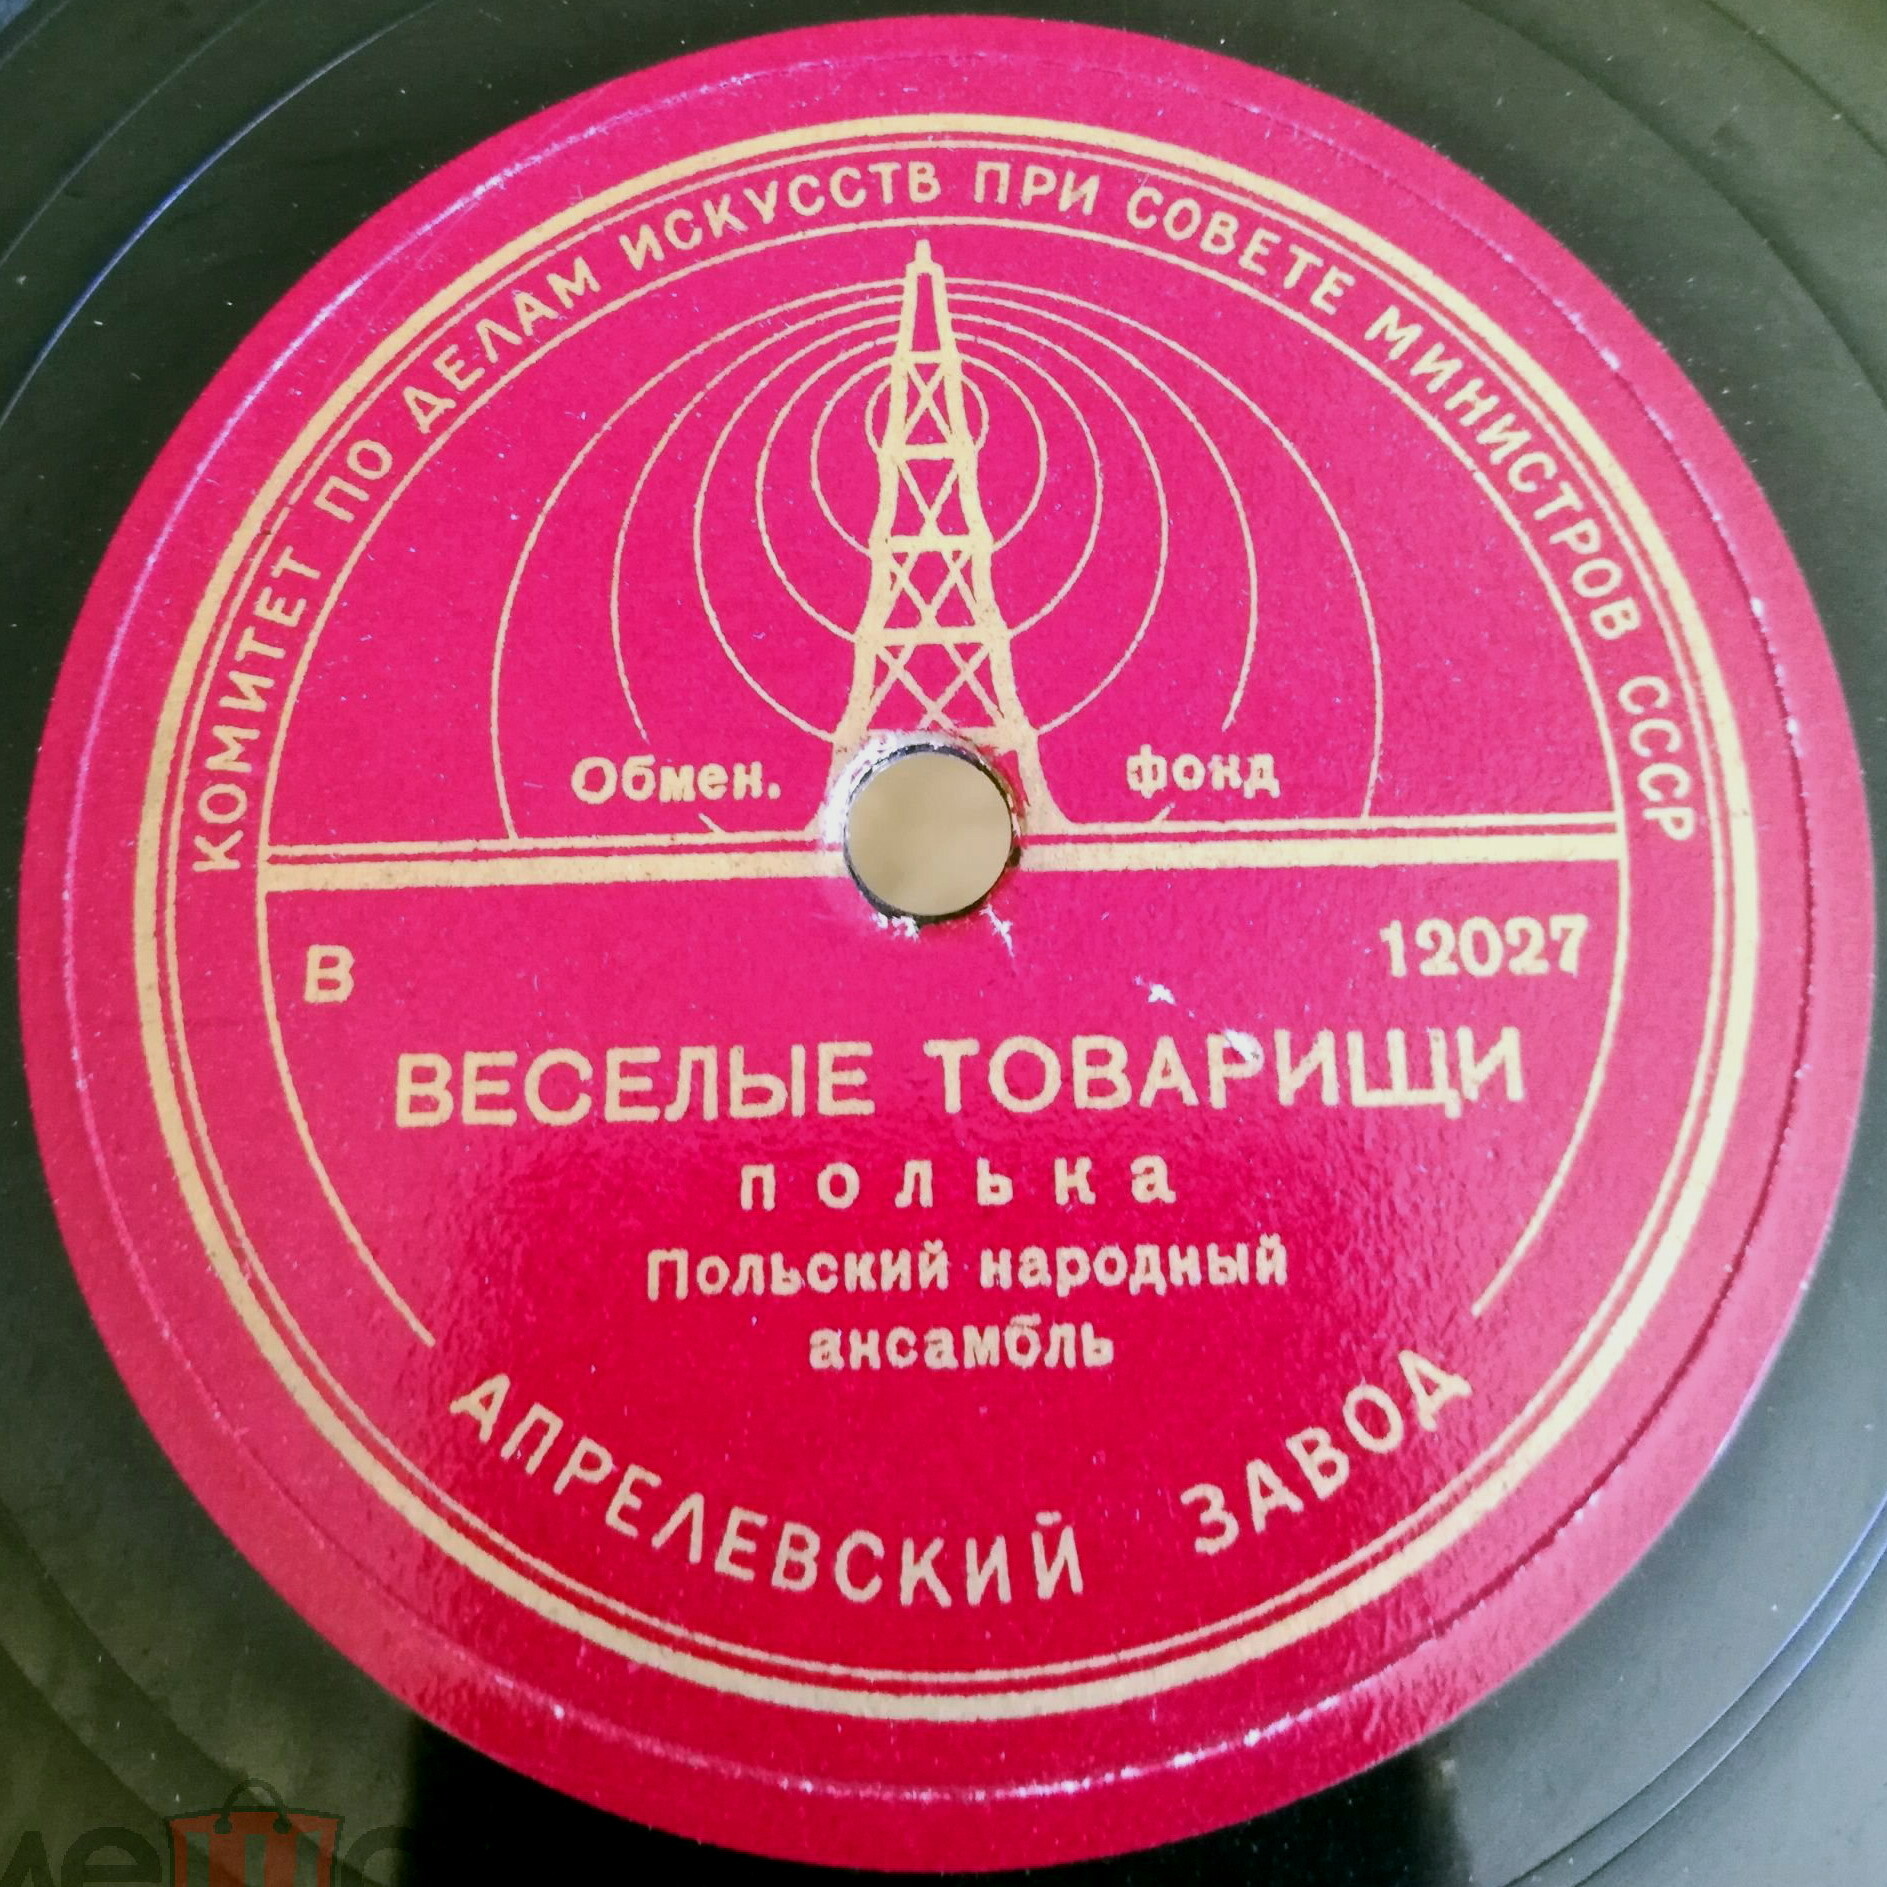 КОМИТЕТ ПО ДЕЛАМ ИСКУССТВ ПРИ СОВЕТЕ МИНИСТРОВ СССР
Обмен. фонд
В 12027
ВЕСЕЛЫЕ ТОВАРИЩИ
полька
Польский народный
ансамбль
АПРЕЛЕВСКИЙ ЗАВОД